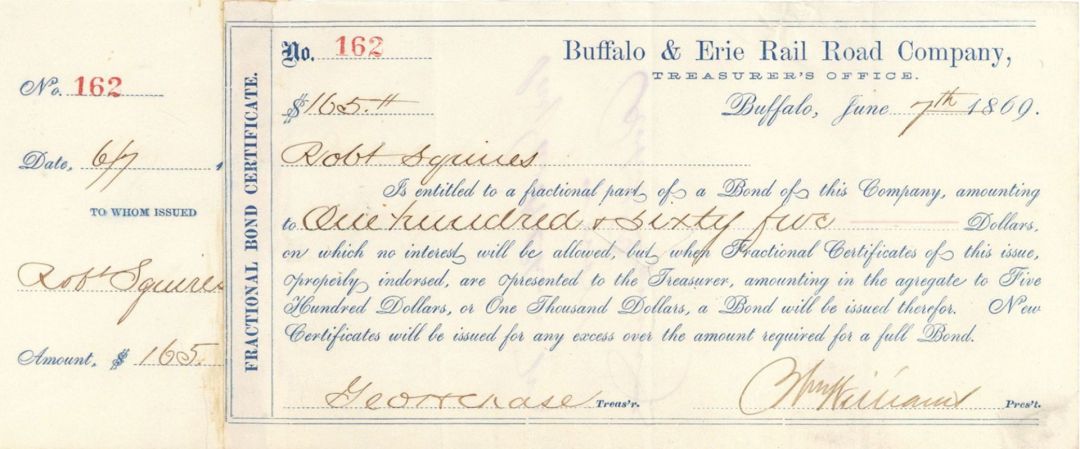 No. 162
Date, 6/7
TO WHOM ISSUED
Robt Squires
Amount, $ 165.
FRACTIONAL BOND CERTIFICATE.
No. 162
Buffalo & Erie Rail Road Company,
TREASURER'S OFFICE.
$ 165.
Buffalo, June 7th 1869.
Robt Squires
Is entitled to a fractional part of a Bond of this Company, amounting
to One hundred & sixty five Dollars,
on which no interest will be allowed, but when Fractional Certificates of this issue,
properly indorsed, are presented to the Treasurer, amounting in the agregate to Five
Hundred Dollars, or One Thousand Dollars, a Bond will be issued therefor. New
Certificates will be issued for any excess over the amount required for a full Bond.
Treas'r.
Wm Williams Pres't.